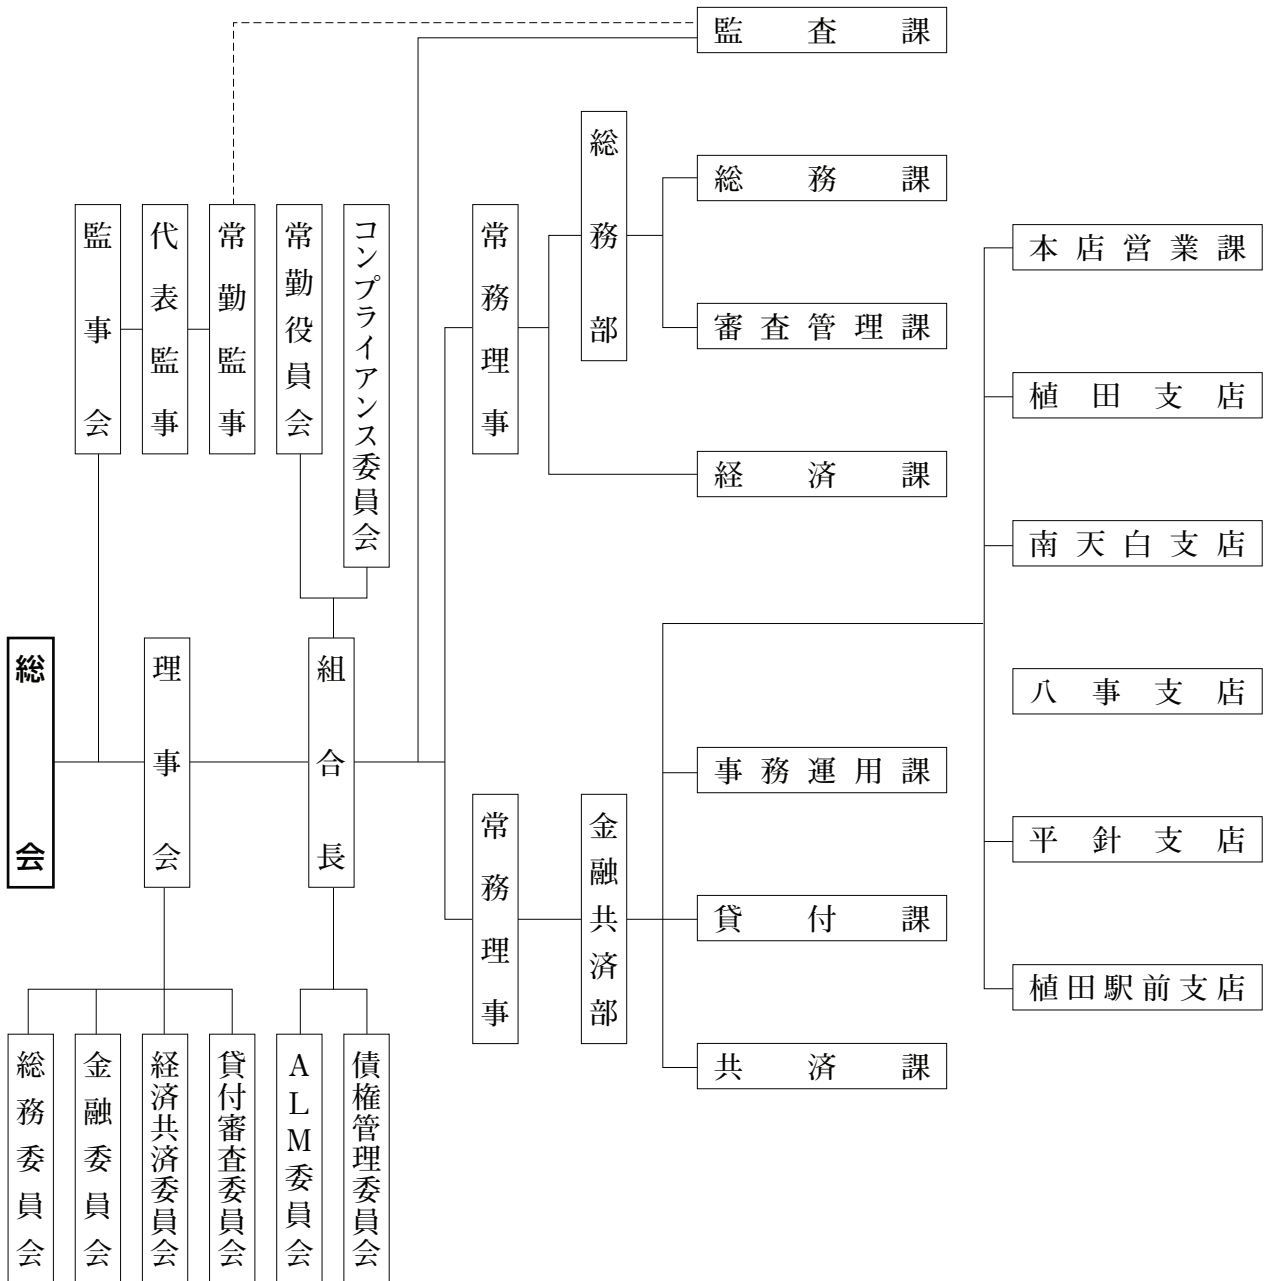 監査課
総務部
総務課
審査管理課
経済課
監事会
代表監事
常勤監事
常勤役員会
コンプライアンス委員会
常務理事
本店営業課
植田支店
南天白支店
八事支店
平針支店
植田駅前支店
総会
理事会
組合長
常務理事
金融共済部
事務運用課
貸付課
共済課
総務委員会
金融委員会
経済共済委員会
貸付審査委員会
ALM委員会
債権管理委員会